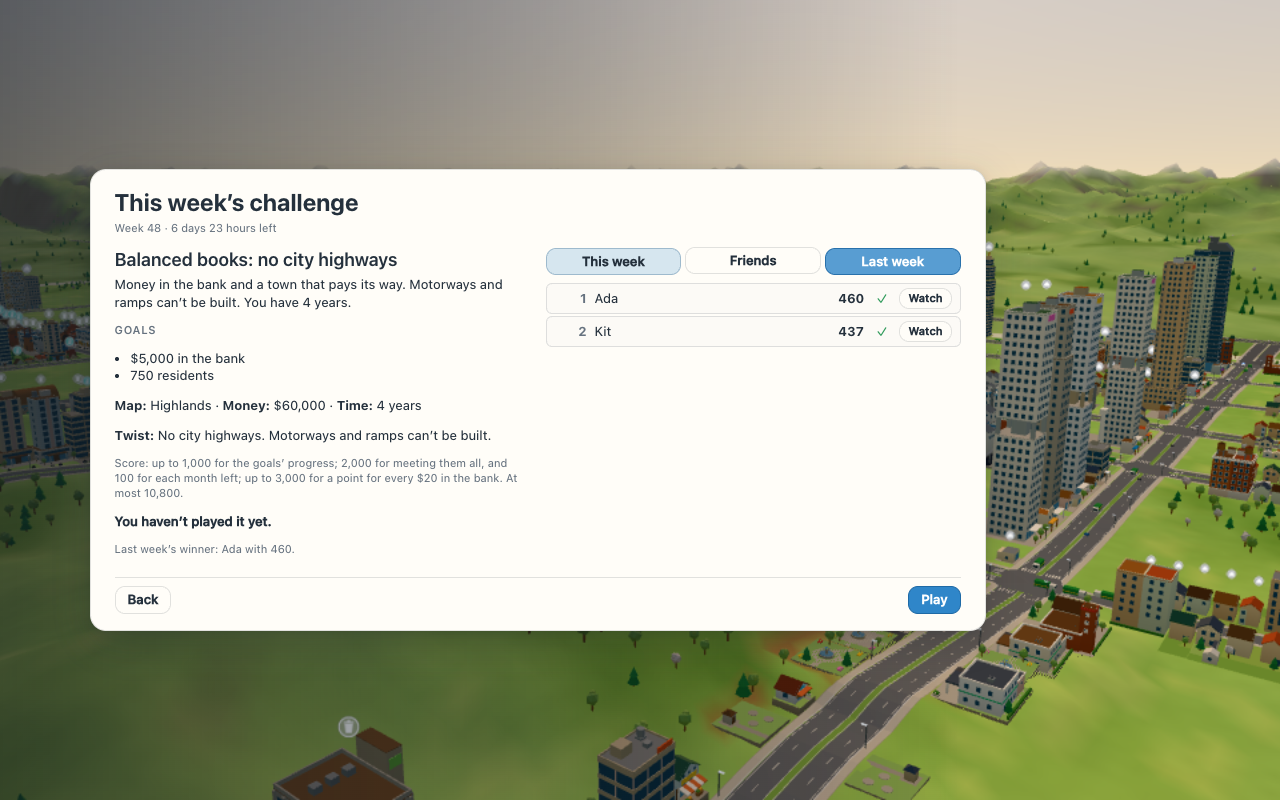 This week’s challenge
Week 48 · 6 days 23 hours left
Balanced books: no city highways
Money in the bank and a town that pays its way. Motorways and
ramps can’t be built. You have 4 years.
GOALS
• $5,000 in the bank
• 750 residents
Map: Highlands · Money: $60,000 · Time: 4 years
Twist: No city highways. Motorways and ramps can’t be built.
Score: up to 1,000 for the goals’ progress; 2,000 for meeting them all, and
100 for each month left; up to 3,000 for a point for every $20 in the bank. At
most 10,800.
You haven’t played it yet.
Last week’s winner: Ada with 460.
This week Friends Last week
1 Ada 460 ✓ Watch
2 Kit 437 ✓ Watch
Back Play